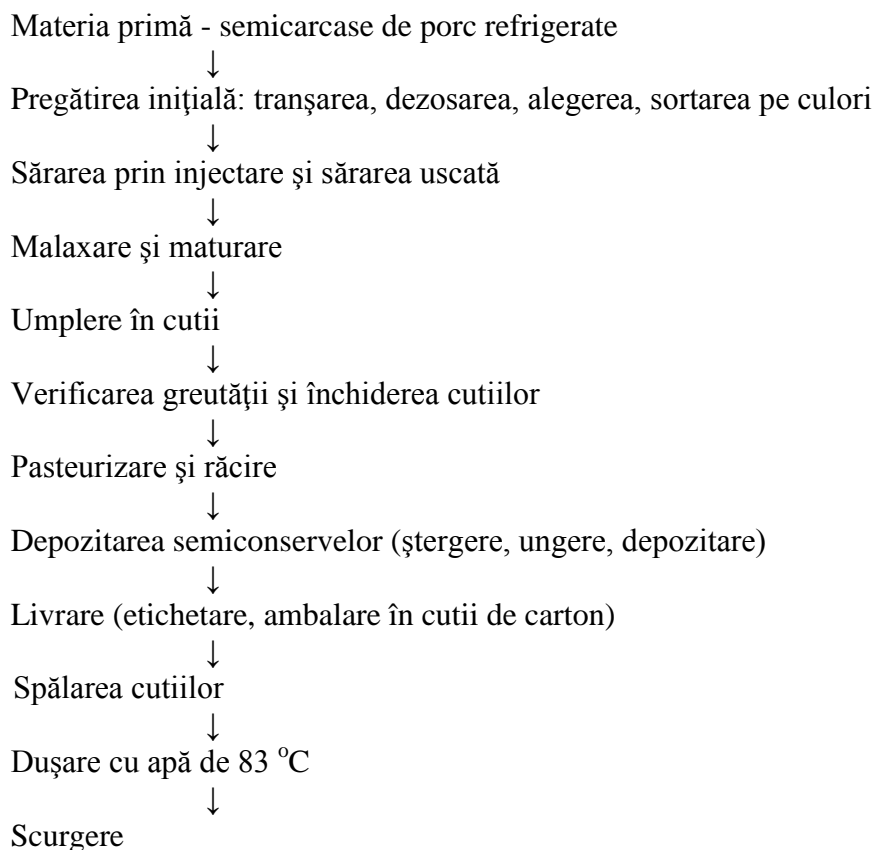 Materia primă - semicarcase de porc refrigerate
↓
Pregătirea iniţială: tranşarea, dezosarea, alegerea, sortarea pe culori
↓
Sărarea prin injectare şi sărarea uscată
↓
Malaxare şi maturare
↓
Umplere în cutii
↓
Verificarea greutăţii şi închiderea cutiilor
↓
Pasteurizare şi răcire
↓
Depozitarea semiconservelor (ştergere, ungere, depozitare)
↓
Livrare (etichetare, ambalare în cutii de carton)
↓
Spălarea cutiilor
↓
Duşare cu apă de 83 °C
↓
Scurgere